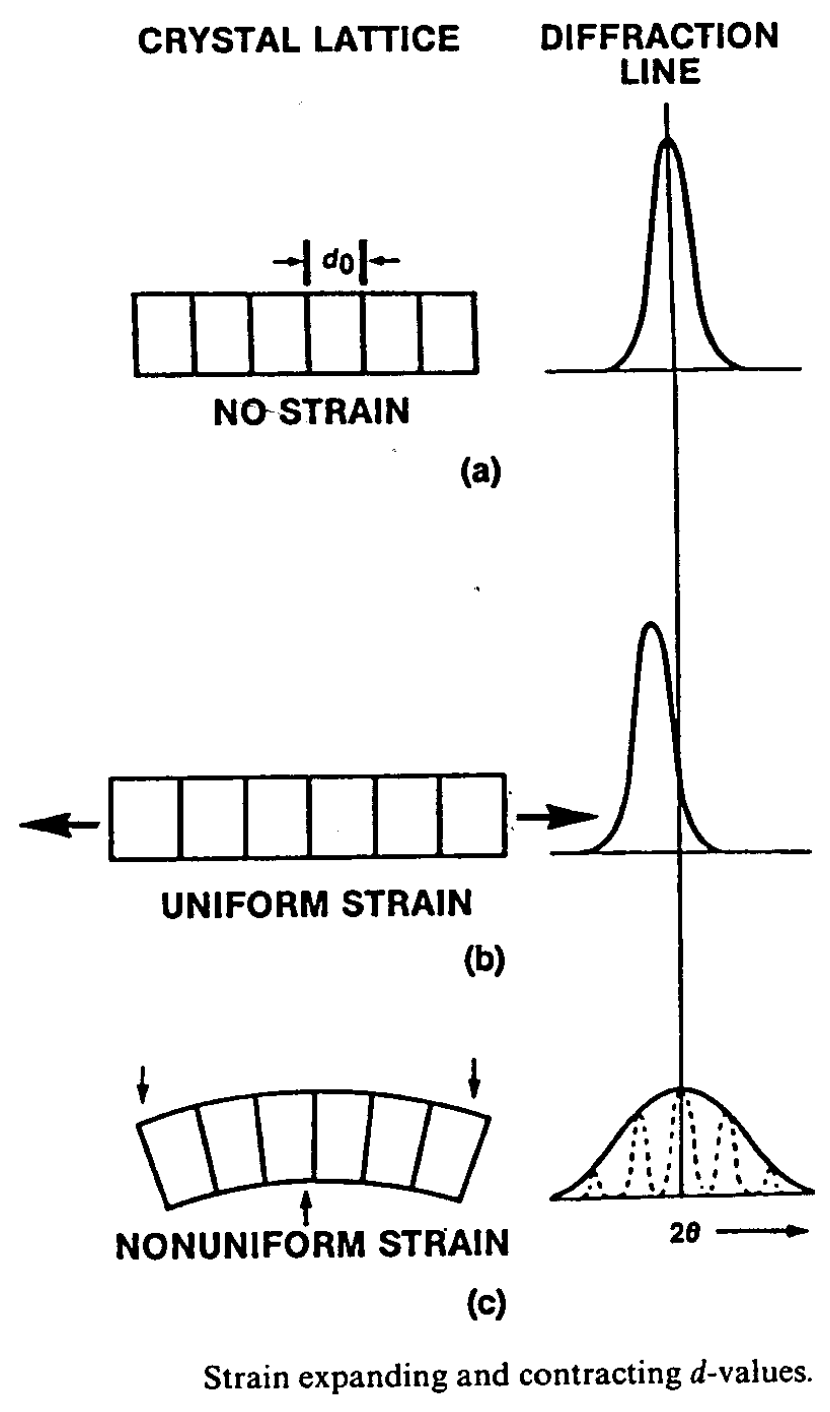 CRYSTAL LATTICE
DIFFRACTION
LINE
d0
NO STRAIN
(a)
UNIFORM STRAIN
(b)
NONUNIFORM STRAIN
2θ
(c)
Strain expanding and contracting d-values.